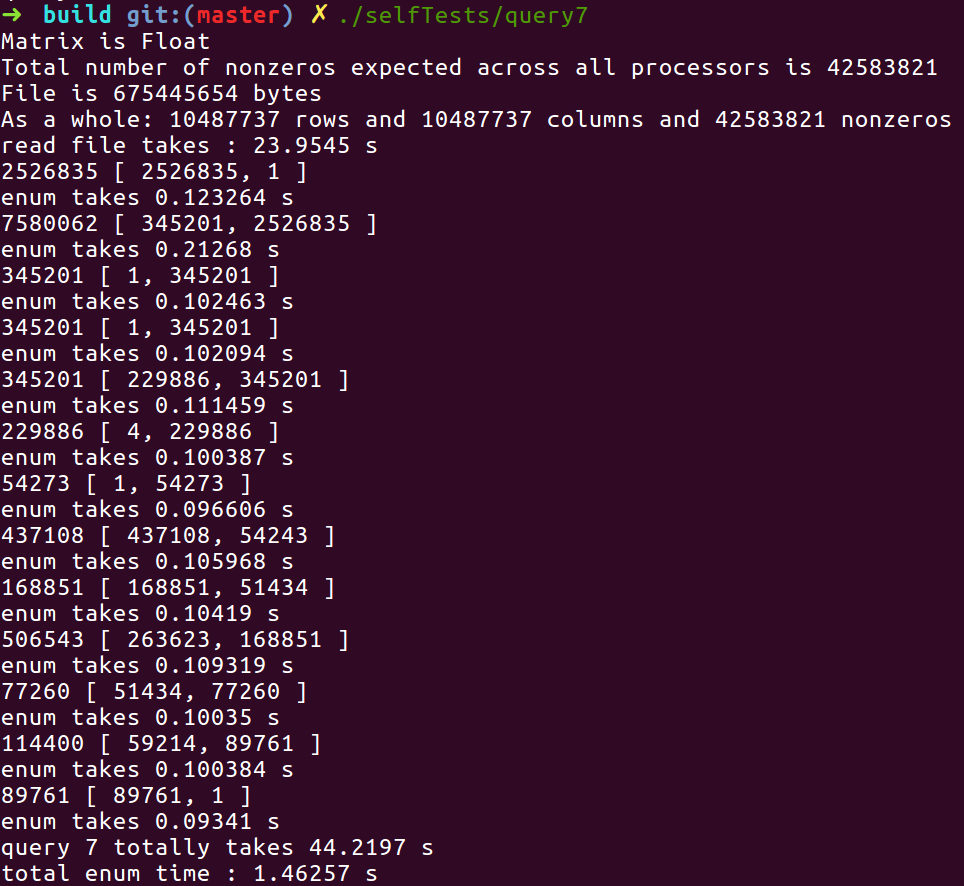 → build git:(master) ✗ ./selfTests/query7
Matrix is Float
Total number of nonzeros expected across all processors is 42583821
File is 675445654 bytes
As a whole: 10487737 rows and 10487737 columns and 42583821 nonzeros
read file takes : 23.9545 s
2526835 [ 2526835, 1 ]
enum takes 0.123264 s
7580062 [ 345201, 2526835 ]
enum takes 0.21268 s
345201 [ 1, 345201 ]
enum takes 0.102463 s
345201 [ 1, 345201 ]
enum takes 0.102094 s
345201 [ 229886, 345201 ]
enum takes 0.111459 s
229886 [ 4, 229886 ]
enum takes 0.100387 s
54273 [ 1, 54273 ]
enum takes 0.096606 s
437108 [ 437108, 54243 ]
enum takes 0.105968 s
168851 [ 168851, 51434 ]
enum takes 0.10419 s
506543 [ 263623, 168851 ]
enum takes 0.109319 s
77260 [ 51434, 77260 ]
enum takes 0.10035 s
114400 [ 59214, 89761 ]
enum takes 0.100384 s
89761 [ 89761, 1 ]
enum takes 0.09341 s
query 7 totally takes 44.2197 s
total enum time : 1.46257 s